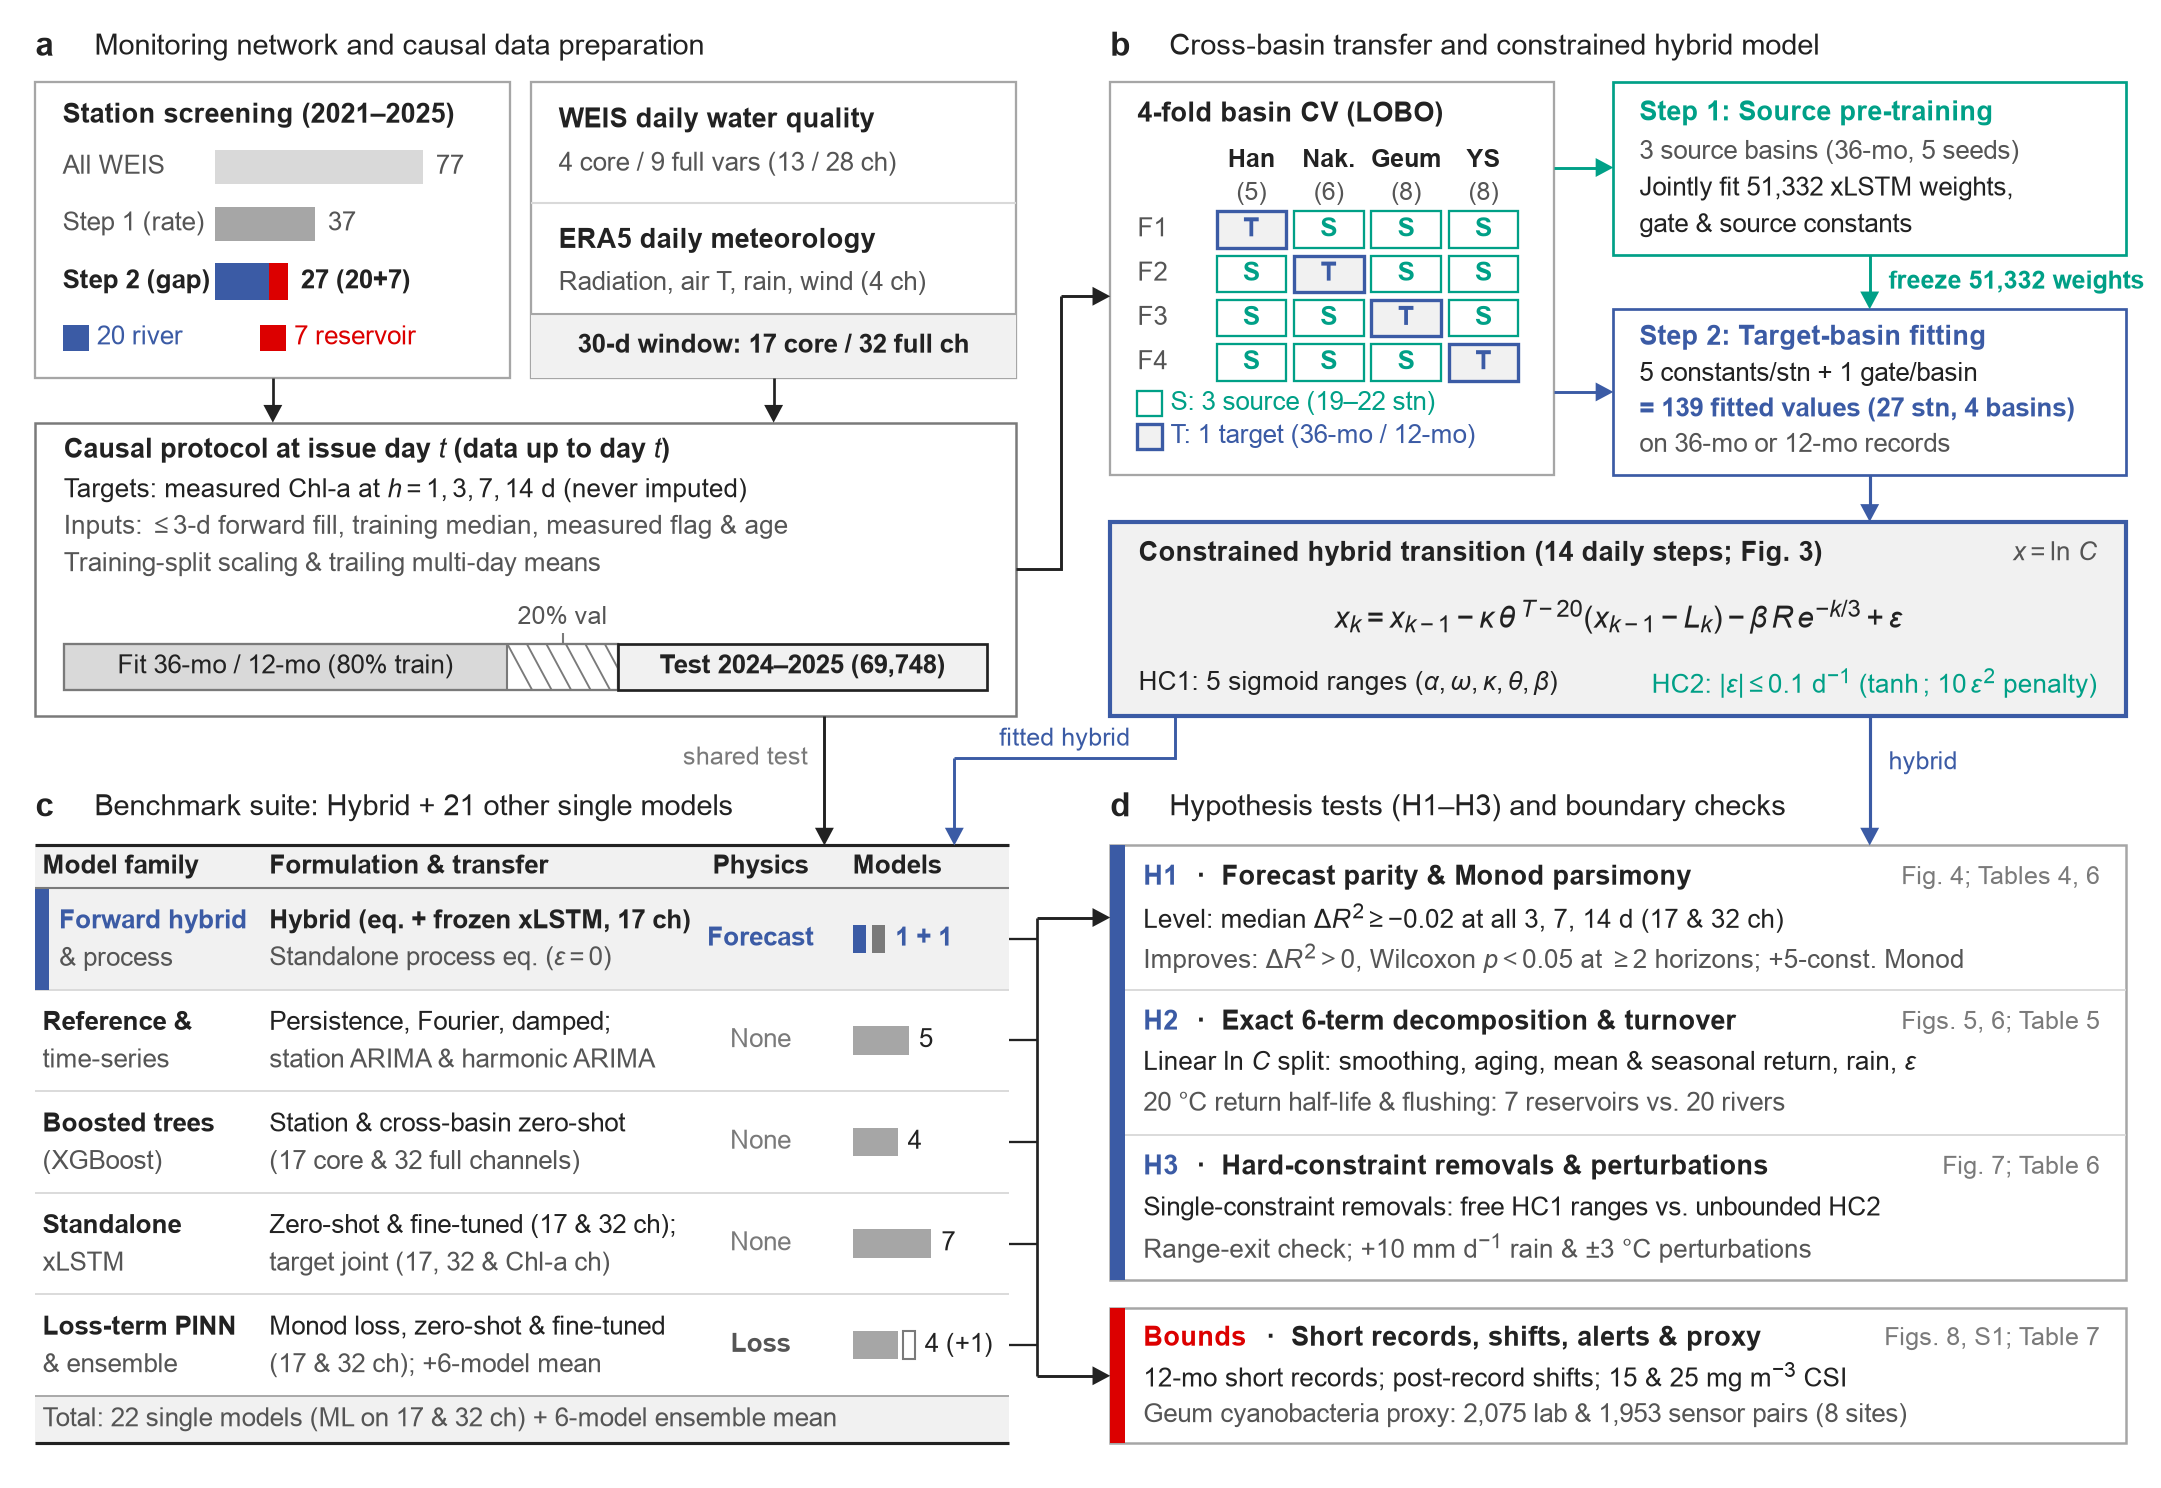 a Monitoring network and causal data preparation
Station screening (2021–2025)
All WEIS 77
Step 1 (rate) 37
Step 2 (gap) 27 (20+7)
20 river 7 reservoir
WEIS daily water quality
4 core / 9 full vars (13 / 28 ch)
ERA5 daily meteorology
Radiation, air T, rain, wind (4 ch)
30-d window: 17 core / 32 full ch
Causal protocol at issue day t (data up to day t)
Targets: measured Chl-a at h = 1, 3, 7, 14 d (never imputed)
Inputs: ≤ 3-d forward fill, training median, measured flag & age
Training-split scaling & trailing multi-day means
20% val
Fit 36-mo / 12-mo (80% train)
Test 2024–2025 (69,748)
shared test
b Cross-basin transfer and constrained hybrid model
4-fold basin CV (LOBO)
Han Nak. Geum YS
(5) (6) (8) (8)
F1 T S S S
F2 S T S S
F3 S S T S
F4 S S S T
S: 3 source (19–22 stn)
T: 1 target (36-mo / 12-mo)
Step 1: Source pre-training
3 source basins (36-mo, 5 seeds)
Jointly fit 51,332 xLSTM weights,
gate & source constants
freeze 51,332 weights
Step 2: Target-basin fitting
5 constants/stn + 1 gate/basin
= 139 fitted values (27 stn, 4 basins)
on 36-mo or 12-mo records
Constrained hybrid transition (14 daily steps; Fig. 3) x = ln C
x_k = x_{k−1} − κ θ^{T−20}(x_{k−1} − L_k) − β R e^{−k/3} + ε
HC1: 5 sigmoid ranges (α, ω, κ, θ, β) HC2: |ε| ≤ 0.1 d⁻¹ (tanh ; 10 ε² penalty)
fitted hybrid
hybrid
c Benchmark suite: Hybrid + 21 other single models
Model family Formulation & transfer Physics Models
Forward hybrid Hybrid (eq. + frozen xLSTM, 17 ch)
Forecast 1 + 1
& process Standalone process eq. (ε = 0)
Reference & Persistence, Fourier, damped;
None 5
time-series station ARIMA & harmonic ARIMA
Boosted trees Station & cross-basin zero-shot
None 4
(XGBoost) (17 core & 32 full channels)
Standalone Zero-shot & fine-tuned (17 & 32 ch);
None 7
xLSTM target joint (17, 32 & Chl-a ch)
Loss-term PINN Monod loss, zero-shot & fine-tuned
Loss 4 (+1)
& ensemble (17 & 32 ch); +6-model mean
Total: 22 single models (ML on 17 & 32 ch) + 6-model ensemble mean
d Hypothesis tests (H1–H3) and boundary checks
H1 · Forecast parity & Monod parsimony Fig. 4; Tables 4, 6
Level: median ΔR² ≥ −0.02 at all 3, 7, 14 d (17 & 32 ch)
Improves: ΔR² > 0, Wilcoxon p < 0.05 at ≥ 2 horizons; +5-const. Monod
H2 · Exact 6-term decomposition & turnover Figs. 5, 6; Table 5
Linear ln C split: smoothing, aging, mean & seasonal return, rain, ε
20 °C return half-life & flushing: 7 reservoirs vs. 20 rivers
H3 · Hard-constraint removals & perturbations Fig. 7; Table 6
Single-constraint removals: free HC1 ranges vs. unbounded HC2
Range-exit check; +10 mm d⁻¹ rain & ±3 °C perturbations
Bounds · Short records, shifts, alerts & proxy Figs. 8, S1; Table 7
12-mo short records; post-record shifts; 15 & 25 mg m⁻³ CSI
Geum cyanobacteria proxy: 2,075 lab & 1,953 sensor pairs (8 sites)